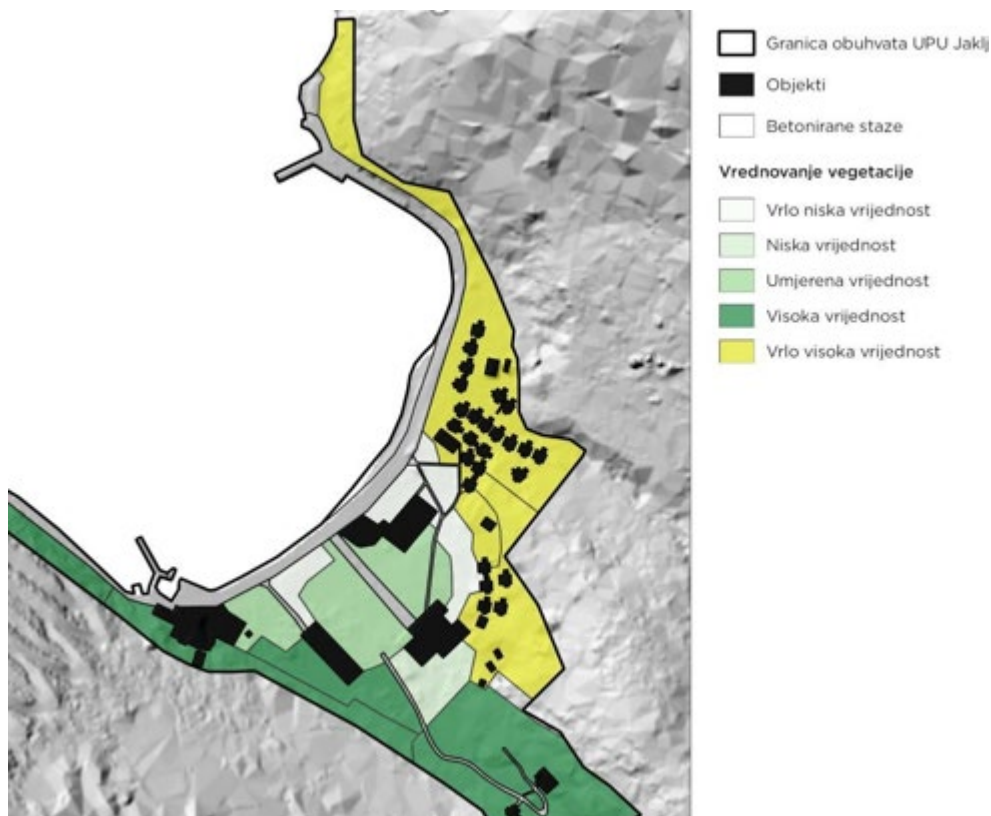 Granica obuhvata UPU Jaklj
Objekti
Betonirane staze
Vrednovanje vegetacije
Vrlo niska vrijednost
Niska vrijednost
Umjerena vrijednost
Visoka vrijednost
Vrlo visoka vrijednost